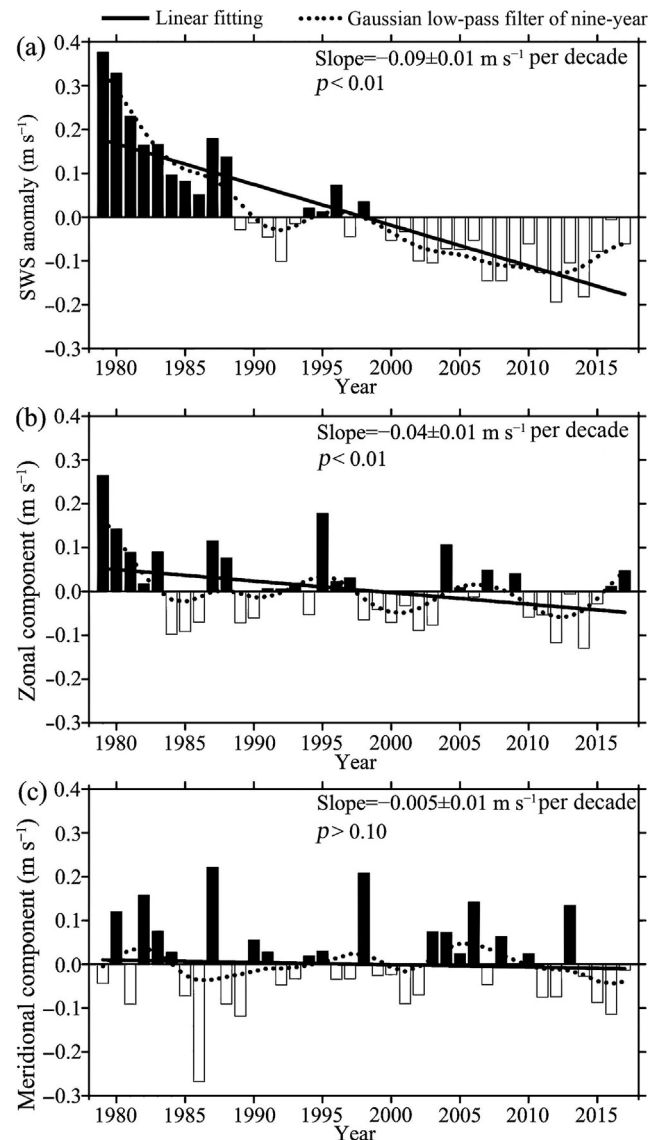 Linear fitting Gaussian low-pass filter of nine-year
(a)
Slope=−0.09±0.01 m s⁻¹ per decade
p< 0.01
SWS anomaly (m s⁻¹)
0.4
0.3
0.2
0.1
0.0
−0.1
−0.2
−0.3
1980 1985 1990 1995 2000 2005 2010 2015
Year
(b)
Slope=−0.04±0.01 m s⁻¹ per decade
p< 0.01
Zonal component (m s⁻¹)
0.4
0.3
0.2
0.1
0.0
−0.1
−0.2
−0.3
1980 1985 1990 1995 2000 2005 2010 2015
Year
(c)
Slope=−0.005±0.01 m s⁻¹ per decade
p> 0.10
Meridional component (m s⁻¹)
0.4
0.3
0.2
0.1
0.0
−0.1
−0.2
−0.3
1980 1985 1990 1995 2000 2005 2010 2015
Year